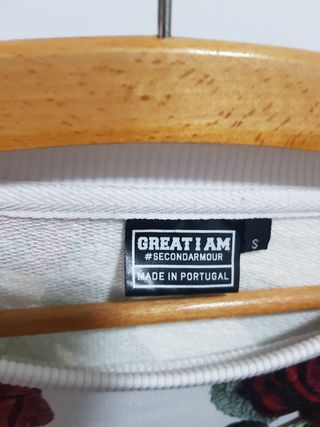 GREAT I AM
#SECONDARMOUR
MADE IN PORTUGAL
S